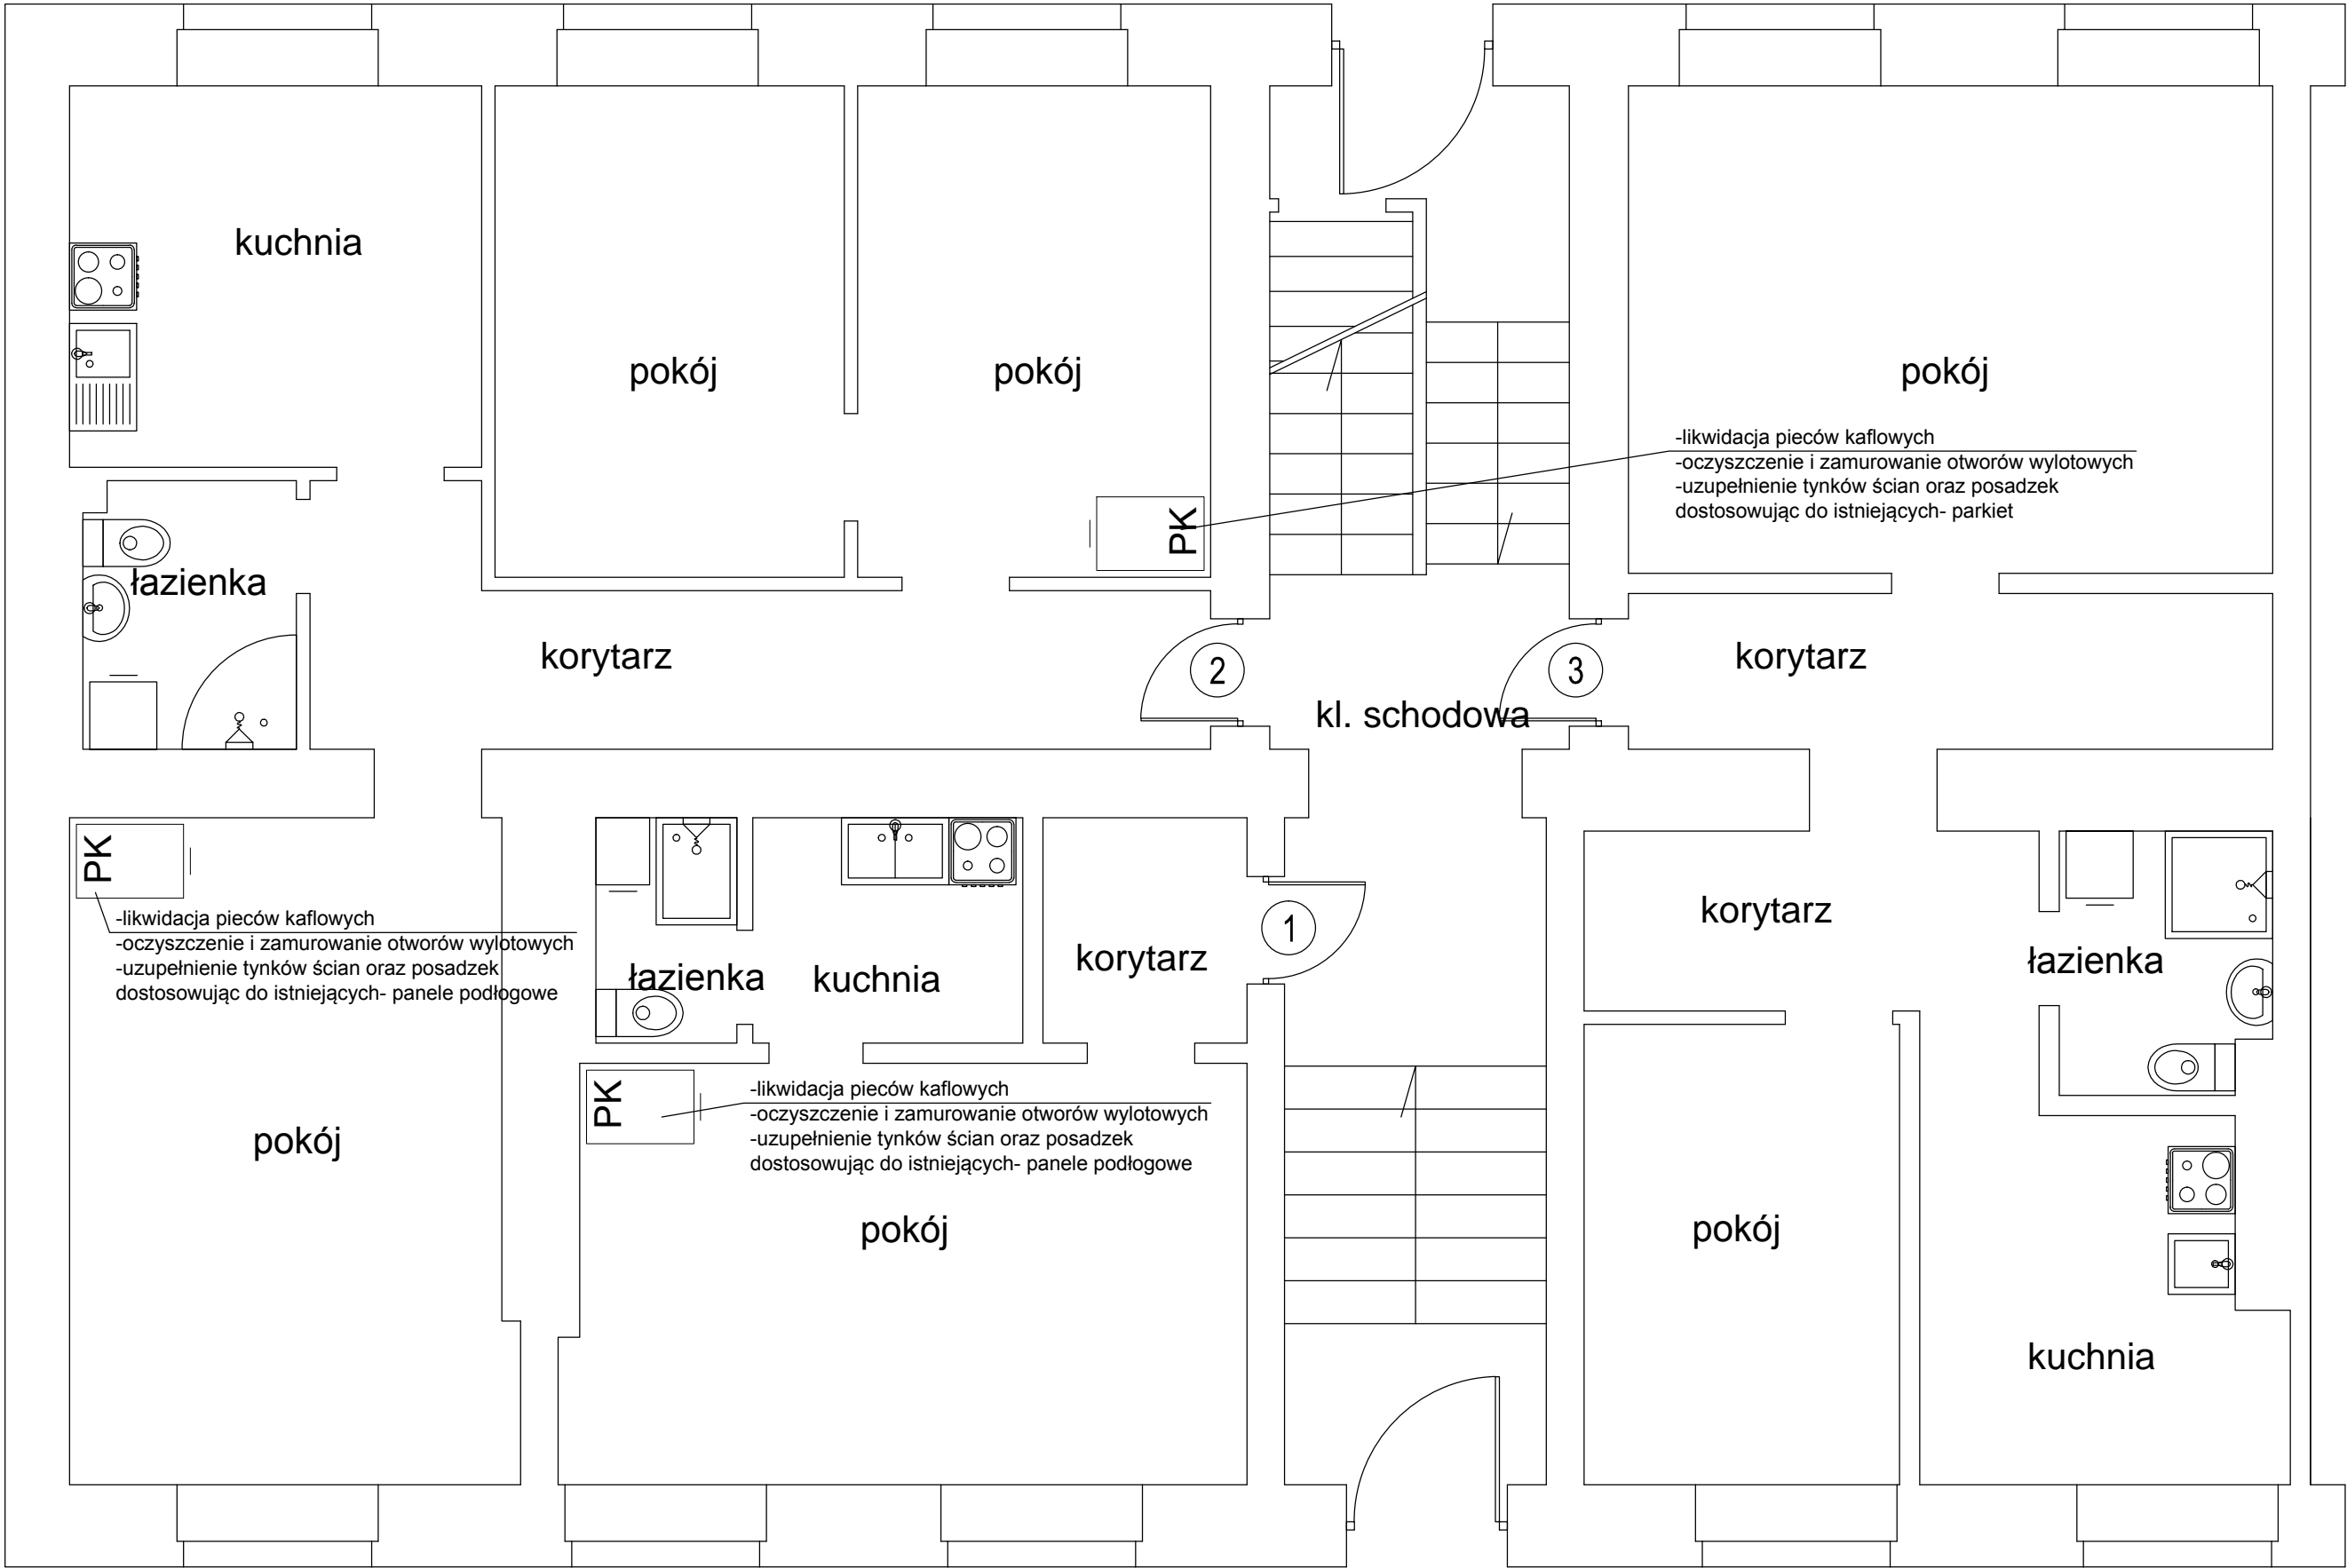 kuchnia
pokój
pokój
pokój
-likwidacja pieców kaflowych
-oczyszczenie i zamurowanie otworów wylotowych
-uzupełnienie tynków ścian oraz posadzek
dostosowując do istniejących- parkiet
PK
łazienka
korytarz
2
3
korytarz
kl. schodowa
PK
-likwidacja pieców kaflowych
-oczyszczenie i zamurowanie otworów wylotowych
-uzupełnienie tynków ścian oraz posadzek
dostosowując do istniejących- panele podłogowe
łazienka
kuchnia
korytarz
1
korytarz
łazienka
PK
-likwidacja pieców kaflowych
-oczyszczenie i zamurowanie otworów wylotowych
-uzupełnienie tynków ścian oraz posadzek
dostosowując do istniejących- panele podłogowe
pokój
pokój
pokój
kuchnia